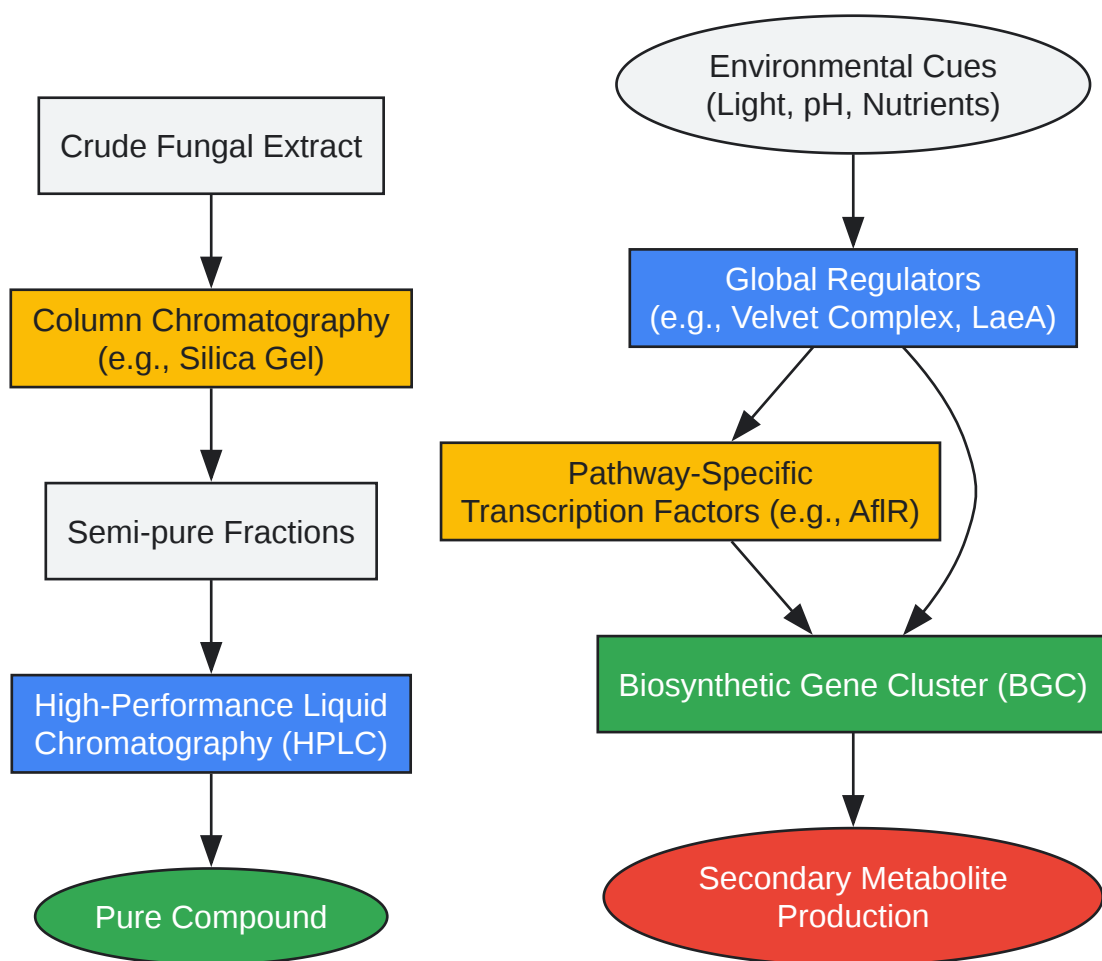 Crude Fungal Extract
Column Chromatography
(e.g., Silica Gel)
Semi-pure Fractions
High-Performance Liquid
Chromatography (HPLC)
Pure Compound
Environmental Cues
(Light, pH, Nutrients)
Global Regulators
(e.g., Velvet Complex, LaeA)
Pathway-Specific
Transcription Factors (e.g., AflR)
Biosynthetic Gene Cluster (BGC)
Secondary Metabolite
Production